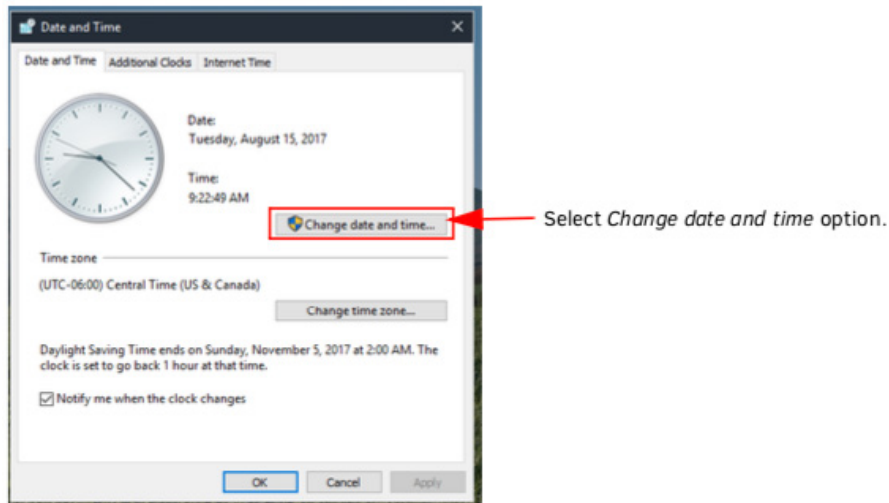 Date and Time
Date and Time Additional Clocks Internet Time
Date:
Tuesday, August 15, 2017
Time:
9:22:49 AM
Change date and time...
Select Change date and time option.
Time zone
(UTC-06:00) Central Time (US & Canada)
Change time zone...
Daylight Saving Time ends on Sunday, November 5, 2017 at 2:00 AM. The
clock is set to go back 1 hour at that time.
Notify me when the clock changes
OK Cancel Apply